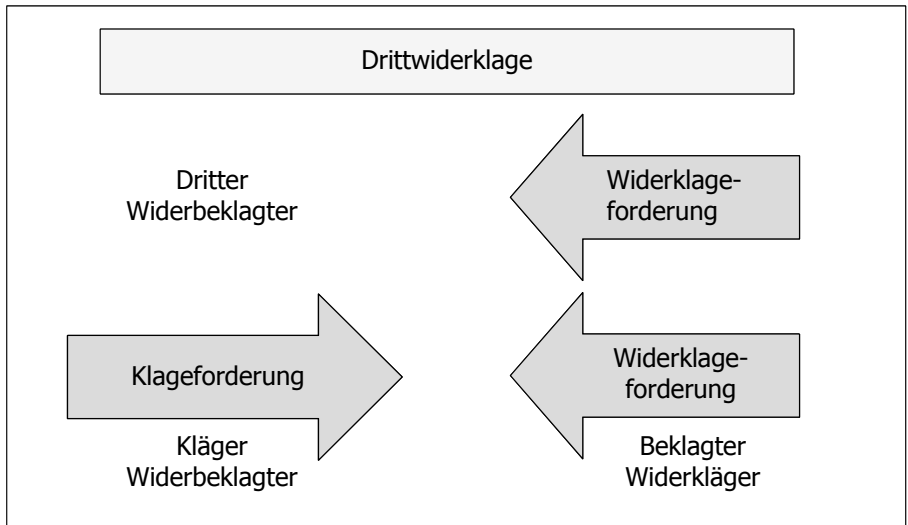 Drittwiderklage
Dritter
Widerbeklagter
Widerklage-
forderung
Klageforderung
Widerklage-
forderung
Kläger
Widerbeklagter
Beklagter
Widerkläger